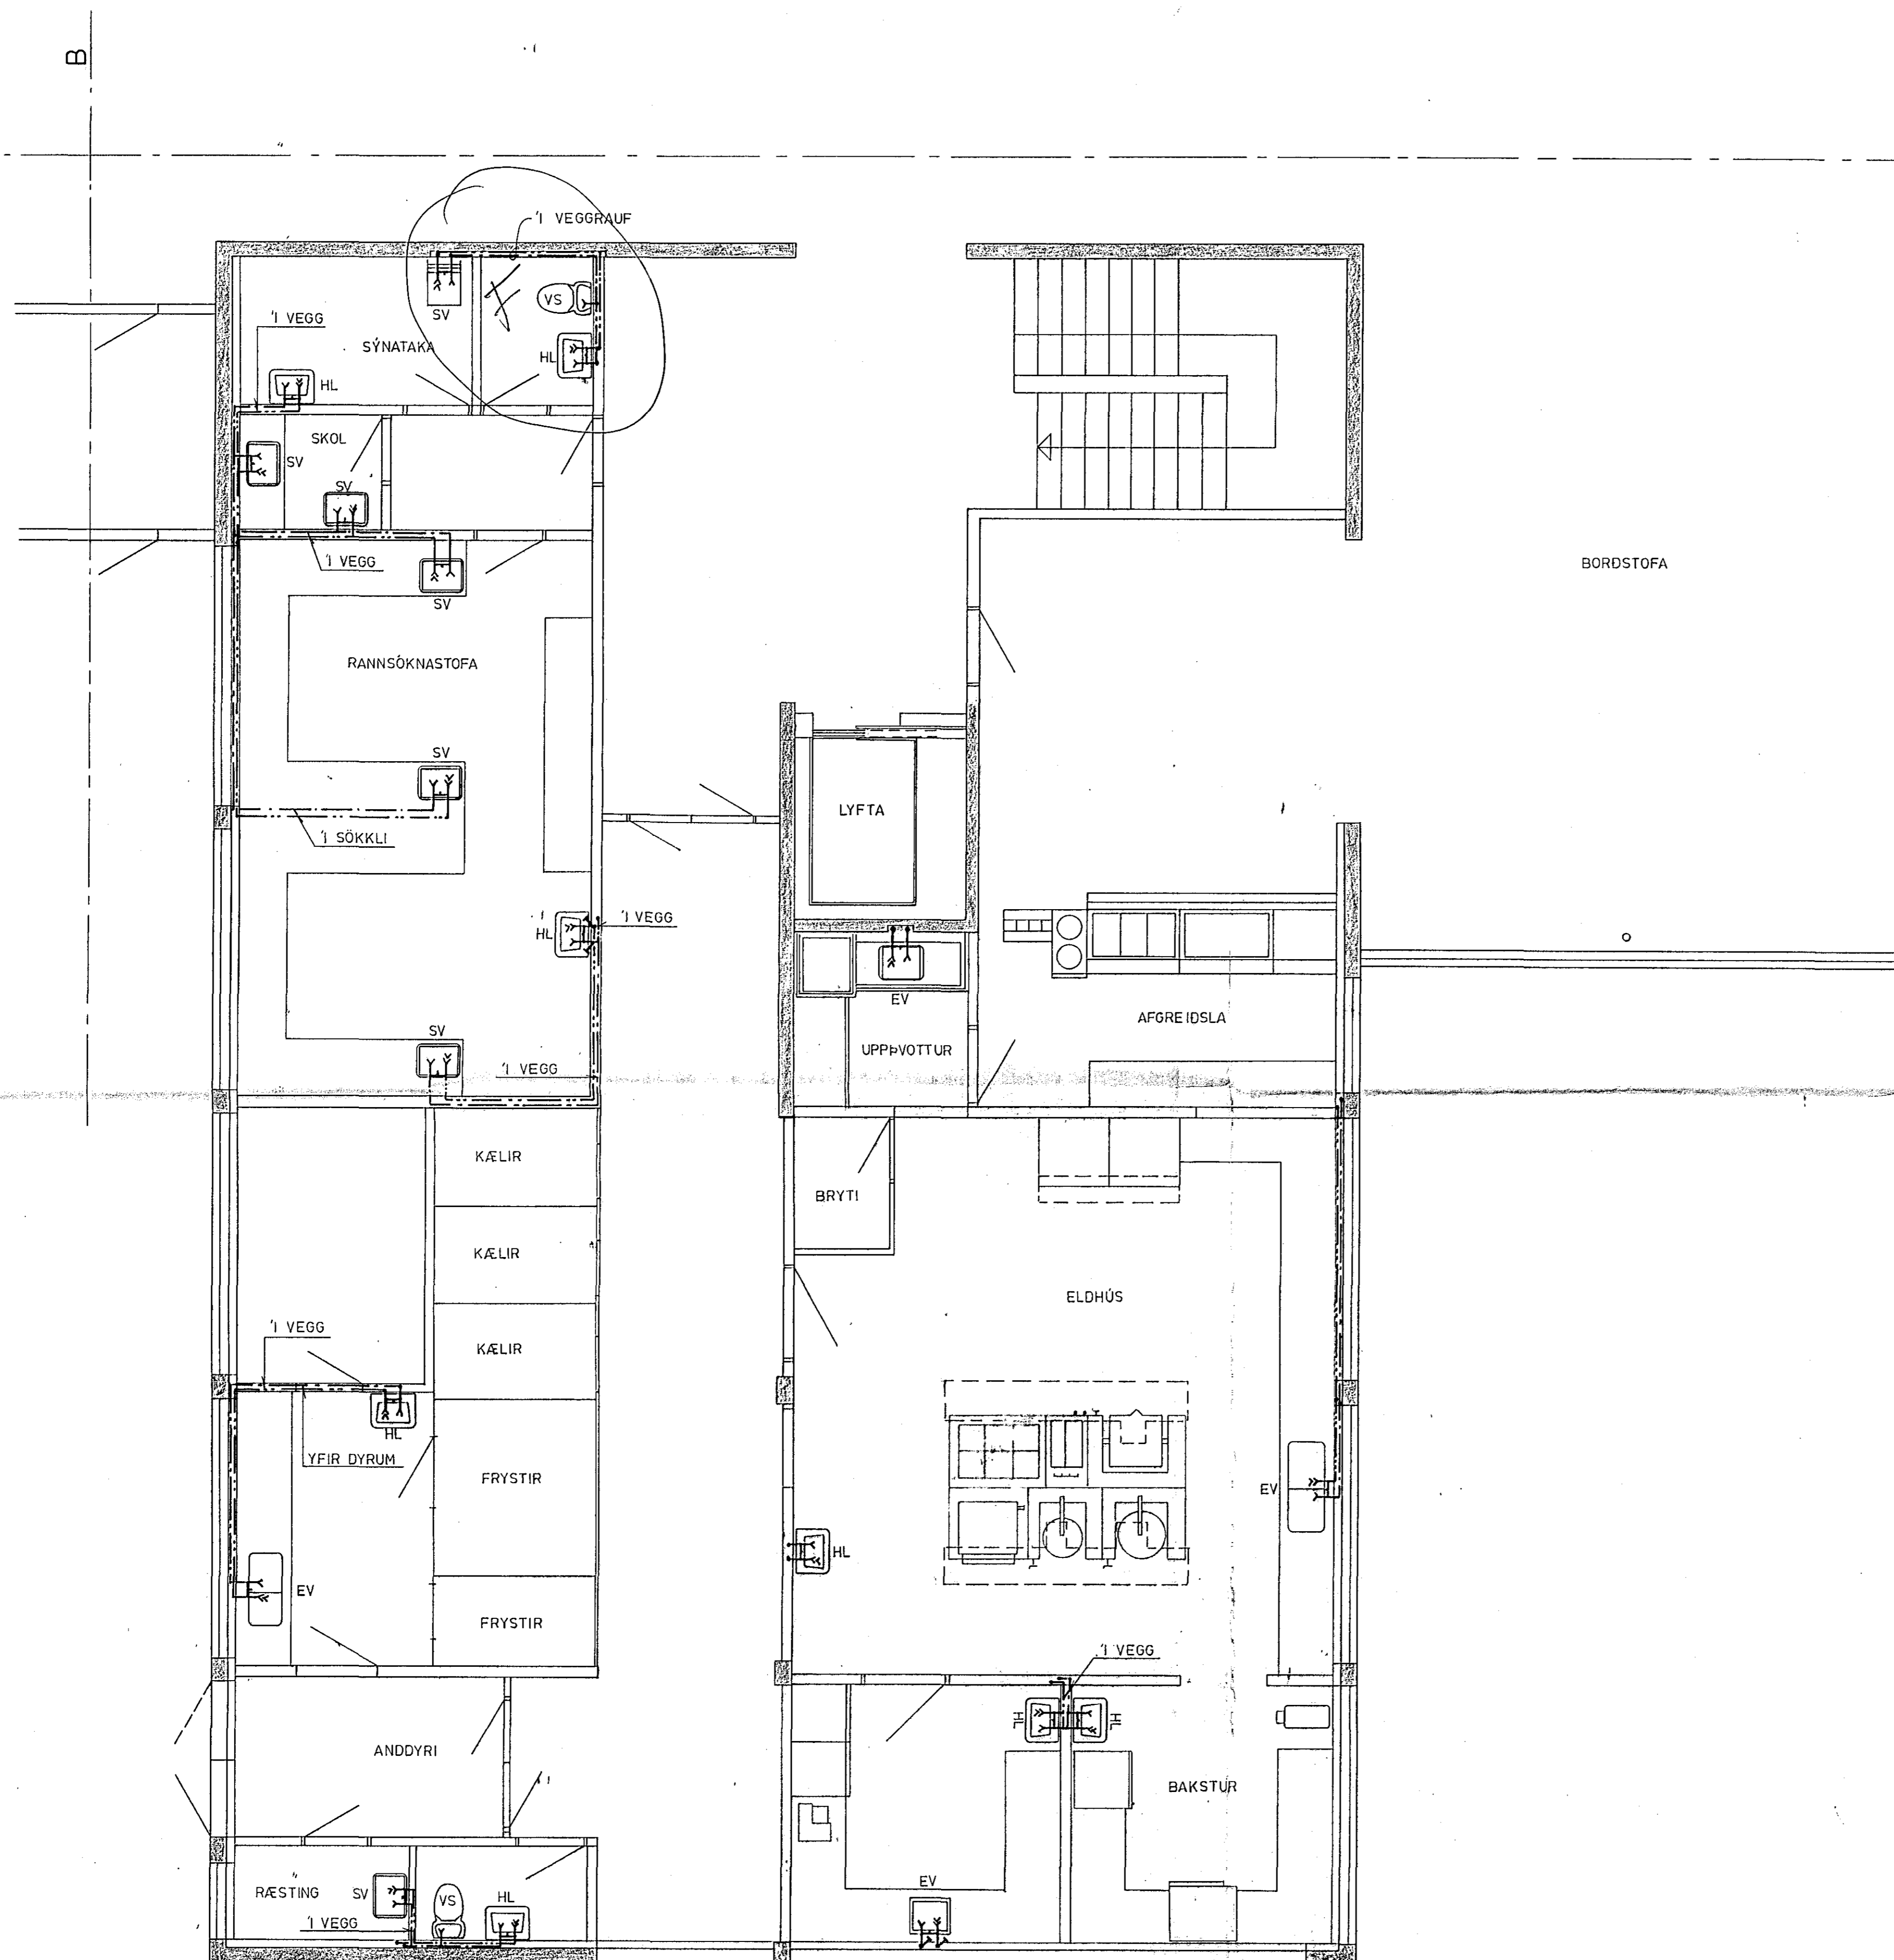 B
'I VEGGRAUF
VS
SV
'I VEGG
SÝNATAKA
HL
HL
SKOL
SV
SV
'I VEGG
SV
BORÐSTOFA
RANNSÓKNASTOFA
SV
LYFTA
'I SÖKKLI
'I VEGG
HL
EV
AFGREIÐSLA
SV
UPPÞVOTTUR
'I VEGG
KÆLIR
BRYTI
KÆLIR
ELDHÚS
'I VEGG
KÆLIR
HL
YFIR DYRUM
FRYSTIR
EV
HL
EV
FRYSTIR
'I VEGG
HL
HL
ANDDYRI
BAKSTUR
EV
RÆSTING
SV
VS
HL
'I VEGG